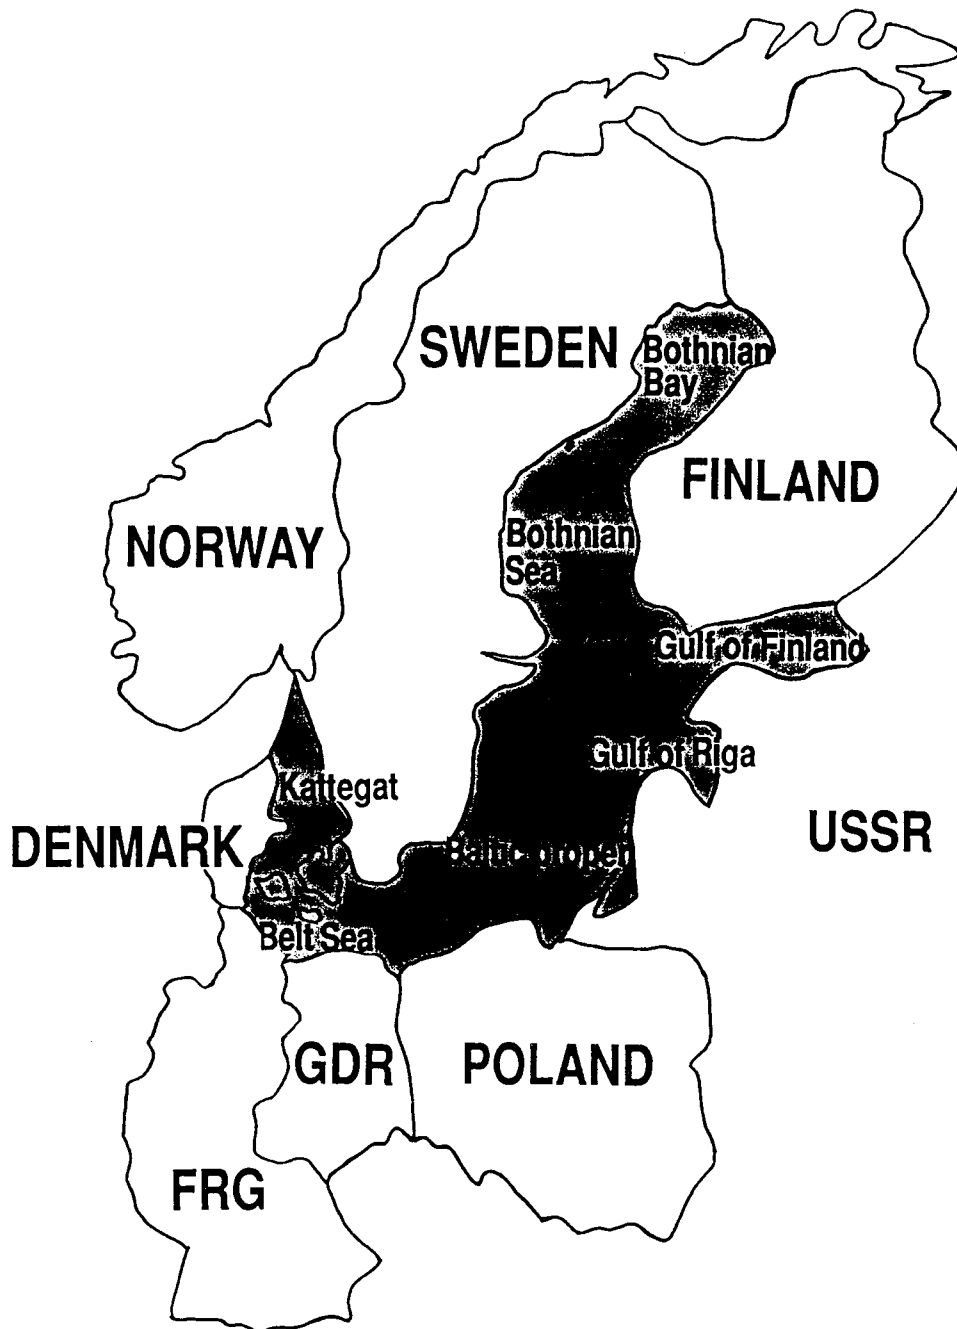 SWEDEN
Bothnian
Bay
FINLAND
NORWAY
Bothnian
Sea
Gulf of Finland
Gulf of Riga
Kattegat
USSR
DENMARK
Baltic proper
Belt Sea
GDR
POLAND
FRG